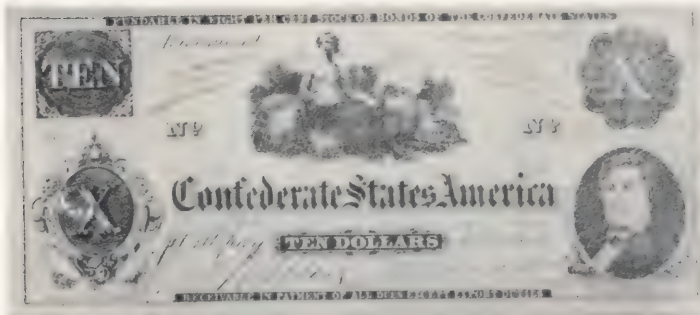 FUNDABLE IN EIGHT PER CENT STOCK OR BONDS OF THE CONFEDERATE STATES
TEN
X
No
No
Confederate States America
X
TEN DOLLARS
RECEIVABLE IN PAYMENT OF ALL DUES EXCEPT EXPORT DUTIES